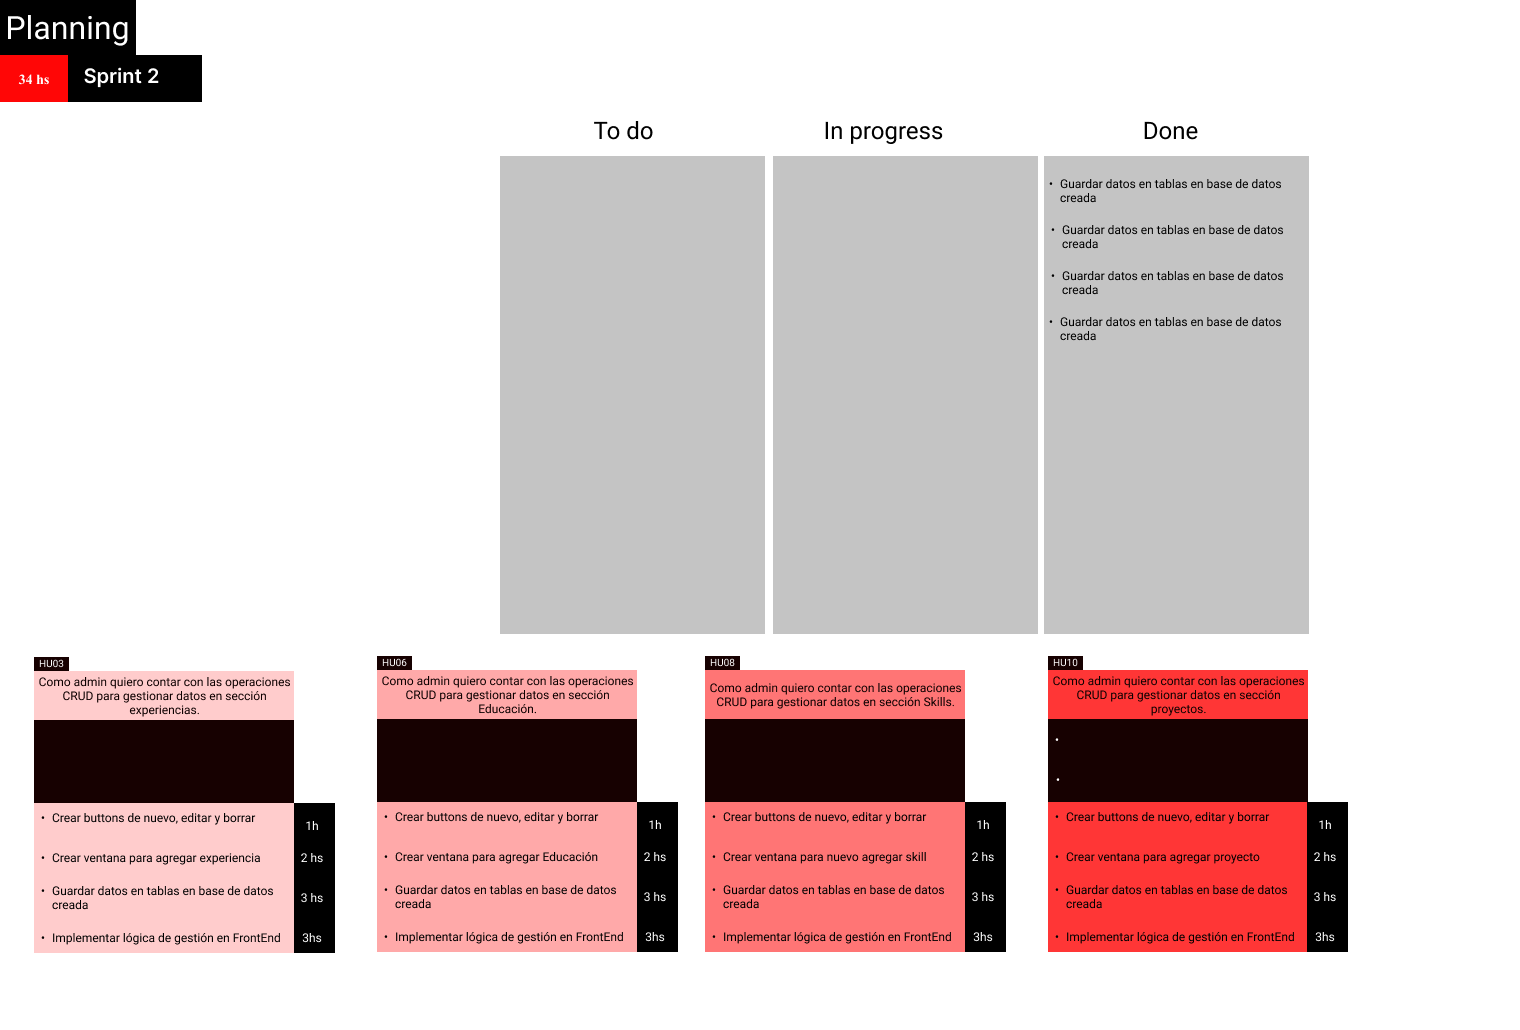 Planning
34 hs
Sprint 2
To do
In progress
Done
• Guardar datos en tablas en base de datos
creada
• Guardar datos en tablas en base de datos
creada
• Guardar datos en tablas en base de datos
creada
• Guardar datos en tablas en base de datos
creada
HU03
Como admin quiero contar con las operaciones
CRUD para gestionar datos en sección
experiencias.
• Crear buttons de nuevo, editar y borrar
1h
• Crear ventana para agregar experiencia
2 hs
• Guardar datos en tablas en base de datos
creada
3 hs
• Implementar lógica de gestión en FrontEnd
3hs
HU06
Como admin quiero contar con las operaciones
CRUD para gestionar datos en sección
Educación.
• Crear buttons de nuevo, editar y borrar
1h
• Crear ventana para agregar Educación
2 hs
• Guardar datos en tablas en base de datos
creada
3 hs
• Implementar lógica de gestión en FrontEnd
3hs
HU08
Como admin quiero contar con las operaciones
CRUD para gestionar datos en sección Skills.
• Crear buttons de nuevo, editar y borrar
1h
• Crear ventana para nuevo agregar skill
2 hs
• Guardar datos en tablas en base de datos
creada
3 hs
• Implementar lógica de gestión en FrontEnd
3hs
HU10
Como admin quiero contar con las operaciones
CRUD para gestionar datos en sección
proyectos.
• Crear buttons de nuevo, editar y borrar
1h
• Crear ventana para agregar proyecto
2 hs
• Guardar datos en tablas en base de datos
creada
3 hs
• Implementar lógica de gestión en FrontEnd
3hs